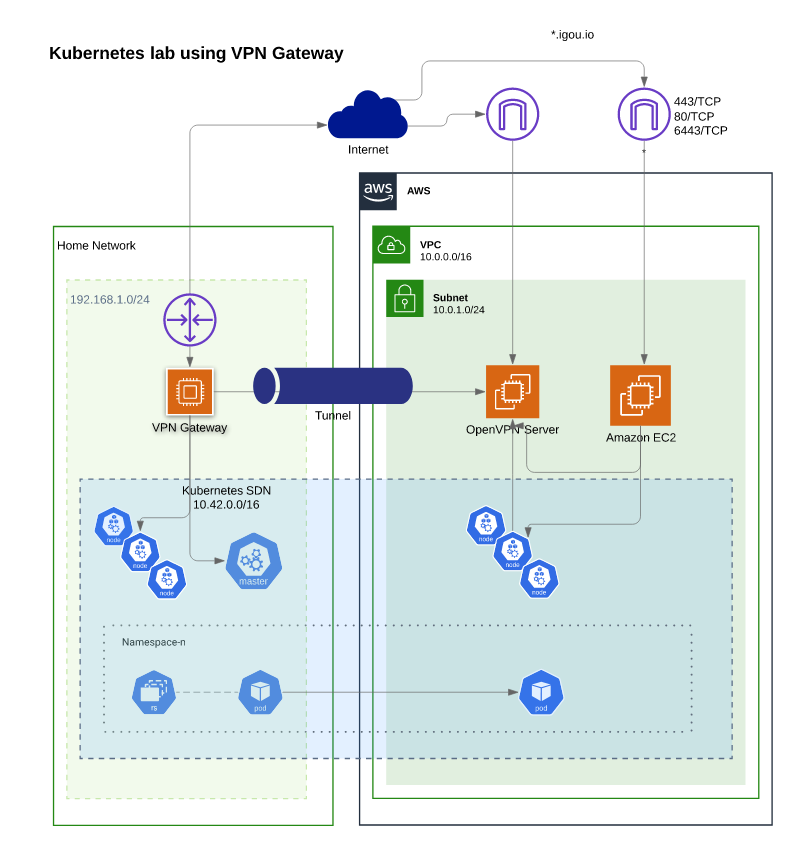 *.igou.io
Kubernetes lab using VPN Gateway
443/TCP
80/TCP
6443/TCP
Internet
*
aws
AWS
Home Network
VPC
10.0.0.0/16
192.168.1.0/24
Subnet
10.0.1.0/24
Tunnel
VPN Gateway
OpenVPN Server
Amazon EC2
Kubernetes SDN
10.42.0.0/16
node
node
node
master
node
node
node
Namespace-n
rs
pod
pod